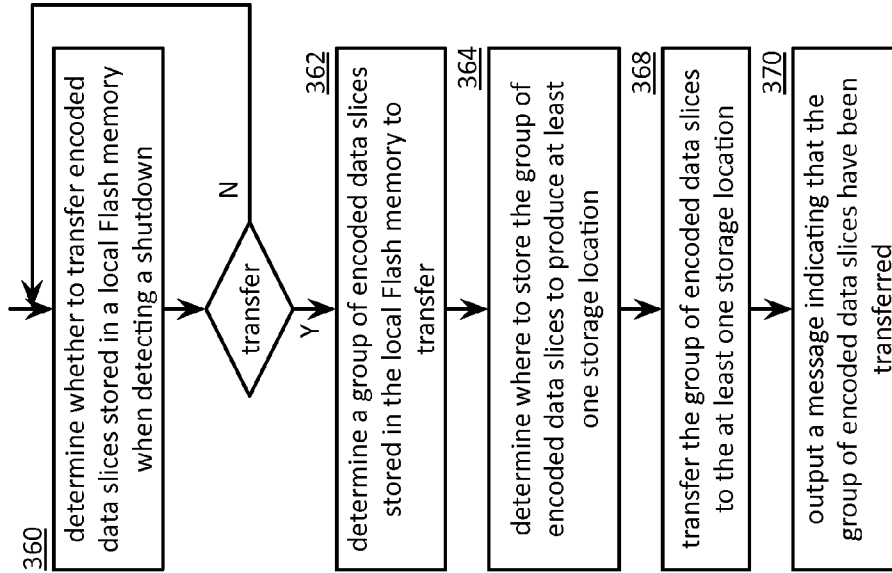 360
determine whether to transfer encoded
data slices stored in a local Flash memory
when detecting a shutdown
transfer
N
Y
362
determine a group of encoded data slices
stored in the local Flash memory to
transfer
364
determine where to store the group of
encoded data slices to produce at least
one storage location
368
transfer the group of encoded data slices
to the at least one storage location
370
output a message indicating that the
group of encoded data slices have been
transferred